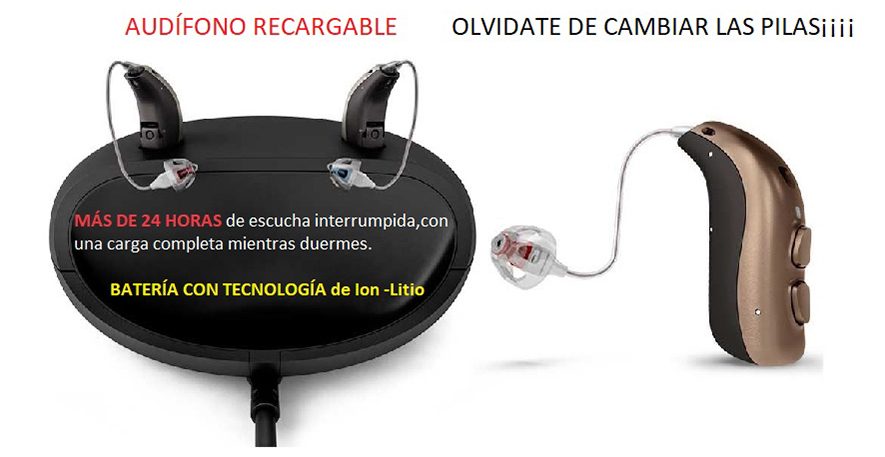 AUDÍFONO RECARGABLE
OLVIDATE DE CAMBIAR LAS PILAS¡¡¡¡
MÁS DE 24 HORAS de escucha interrumpida,con
una carga completa mientras duermes.
BATERÍA CON TECNOLOGÍA de Ion -Litio